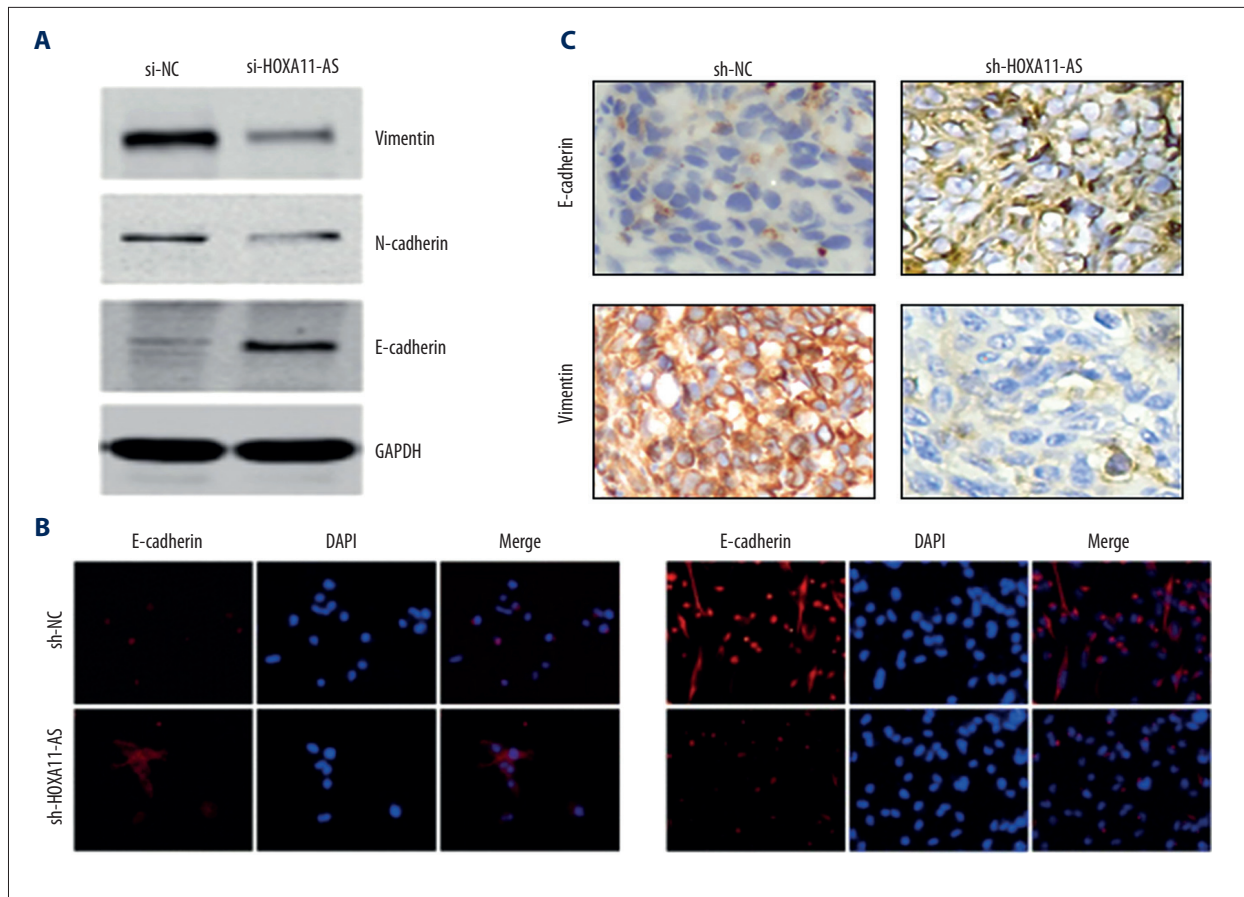 A
si-NC
si-HOXA11-AS
Vimentin
N-cadherin
E-cadherin
GAPDH
C
sh-NC
sh-HOXA11-AS
E-cadherin
Vimentin
B
E-cadherin
DAPI
Merge
E-cadherin
DAPI
Merge
sh-NC
sh-HOXA11-AS